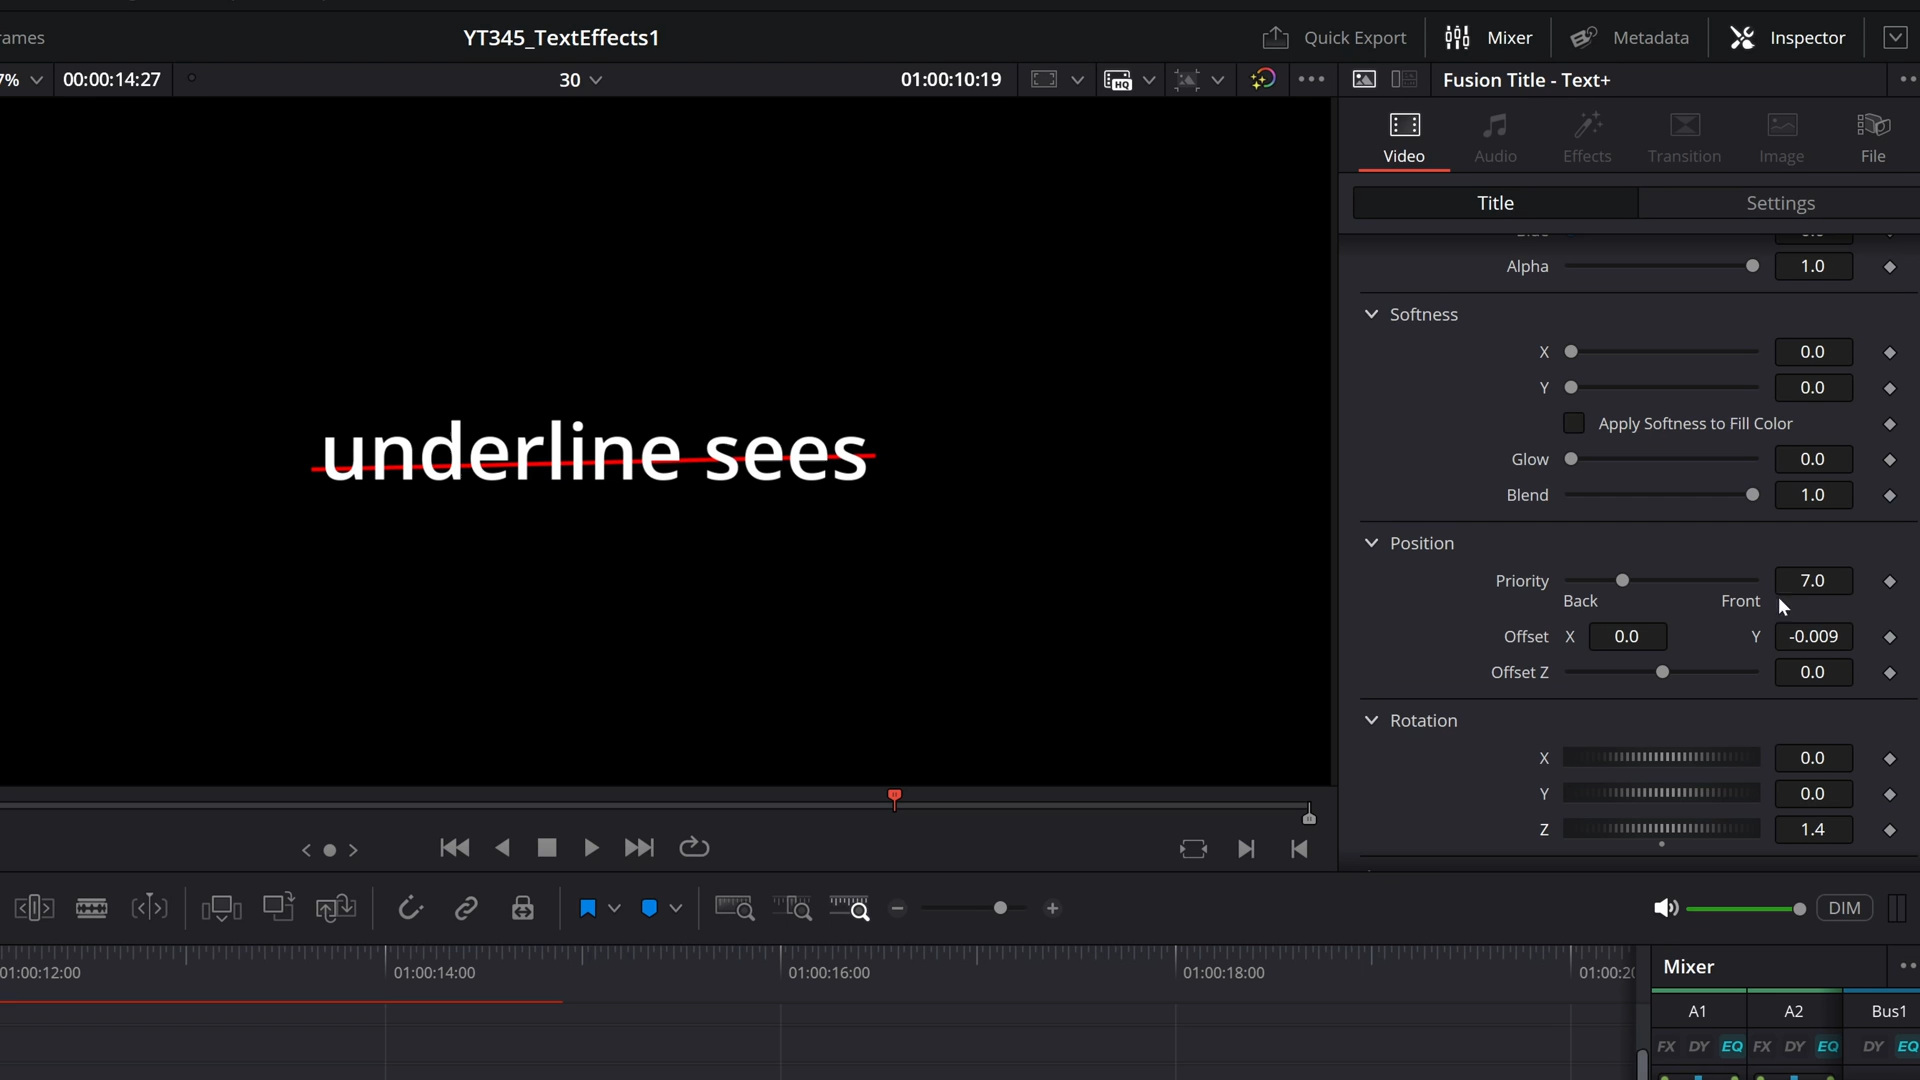 ames
YT345_TextEffects1
Quick Export
Mixer
Metadata
Inspector
7%
00:00:14:27
30
01:00:10:19
HQ
Fusion Title - Text+
Video
Audio
Effects
Transition
Image
File
Title
Settings
Alpha 1.0
Softness
X 0.0
Y 0.0
Apply Softness to Fill Color
Glow 0.0
Blend 1.0
underline sees
Position
Priority 7.0
Back Front
Offset X 0.0 Y -0.009
Offset Z 0.0
Rotation
X 0.0
Y 0.0
Z 1.4
DIM
01:00:12:00
01:00:14:00
01:00:16:00
01:00:18:00
01:00:20
Mixer
A1 A2 Bus1
FX DY EQ FX DY EQ DY EQ